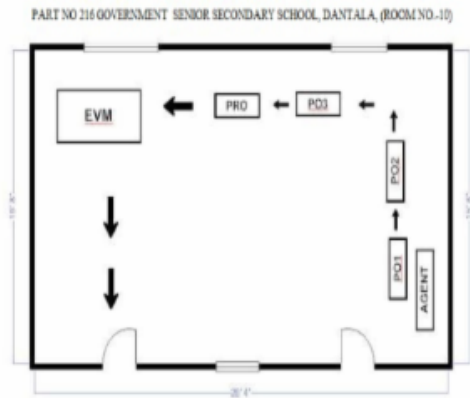 PART NO 216 GOVERNMENT SENIOR SECONDARY SCHOOL, DANTALA, (ROOM NO.-10)
EVM
PRO
PO3
PO2
PO1
AGENT